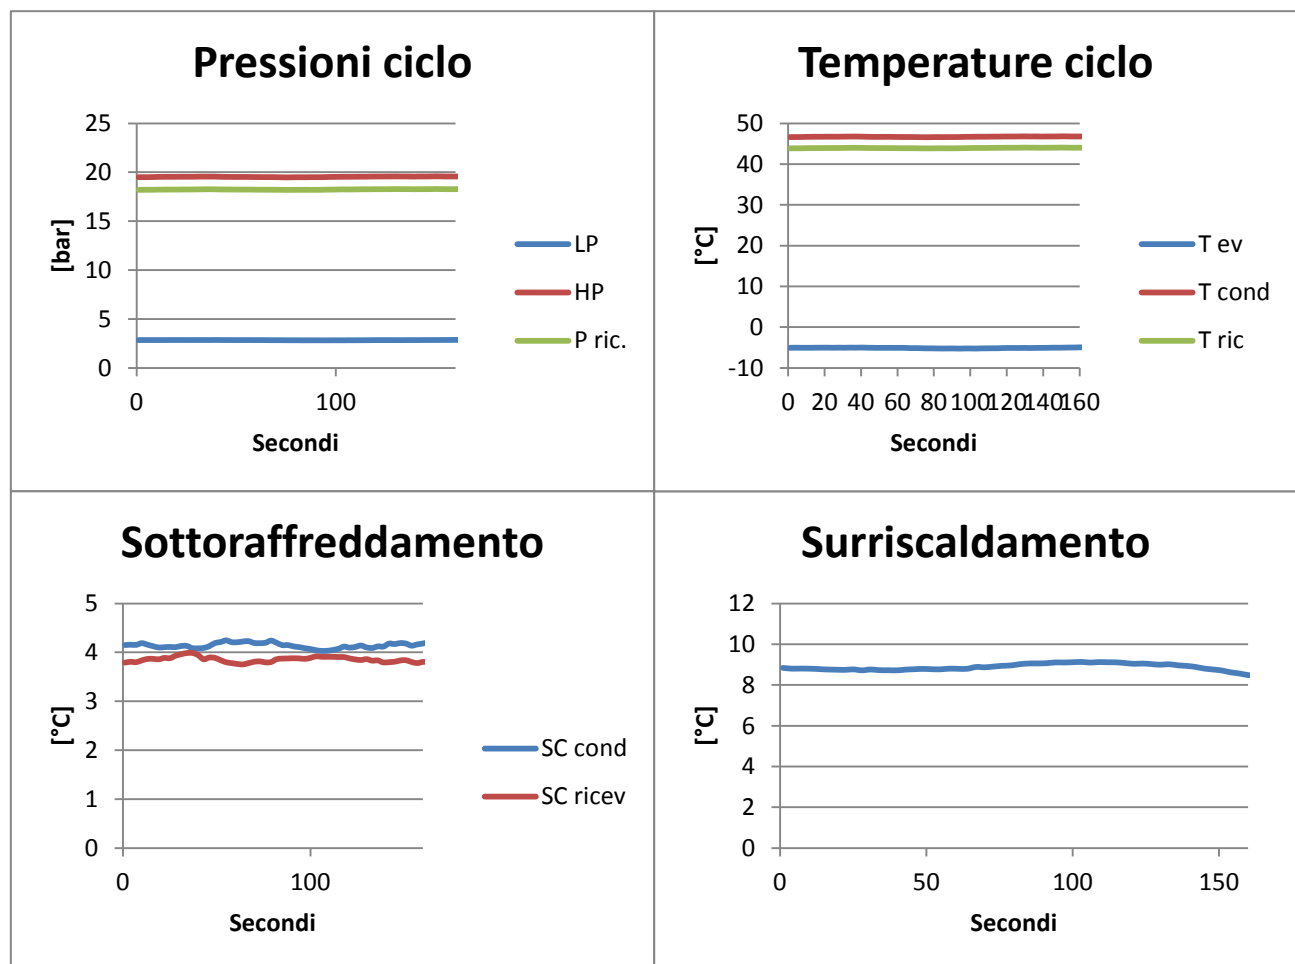 Pressioni ciclo
25
20
15
10
5
0
[bar]
0 100
Secondi
LP
HP
P ric.
Temperature ciclo
50
40
30
20
10
0
-10
[°C]
0 20 40 60 80 100 120 140 160
Secondi
T ev
T cond
T ric
Sottoraffreddamento
5
4
3
2
1
0
[°C]
0 100
Secondi
SC cond
SC ricev
Surriscaldamento
12
10
8
6
4
2
0
[°C]
0 50 100 150
Secondi